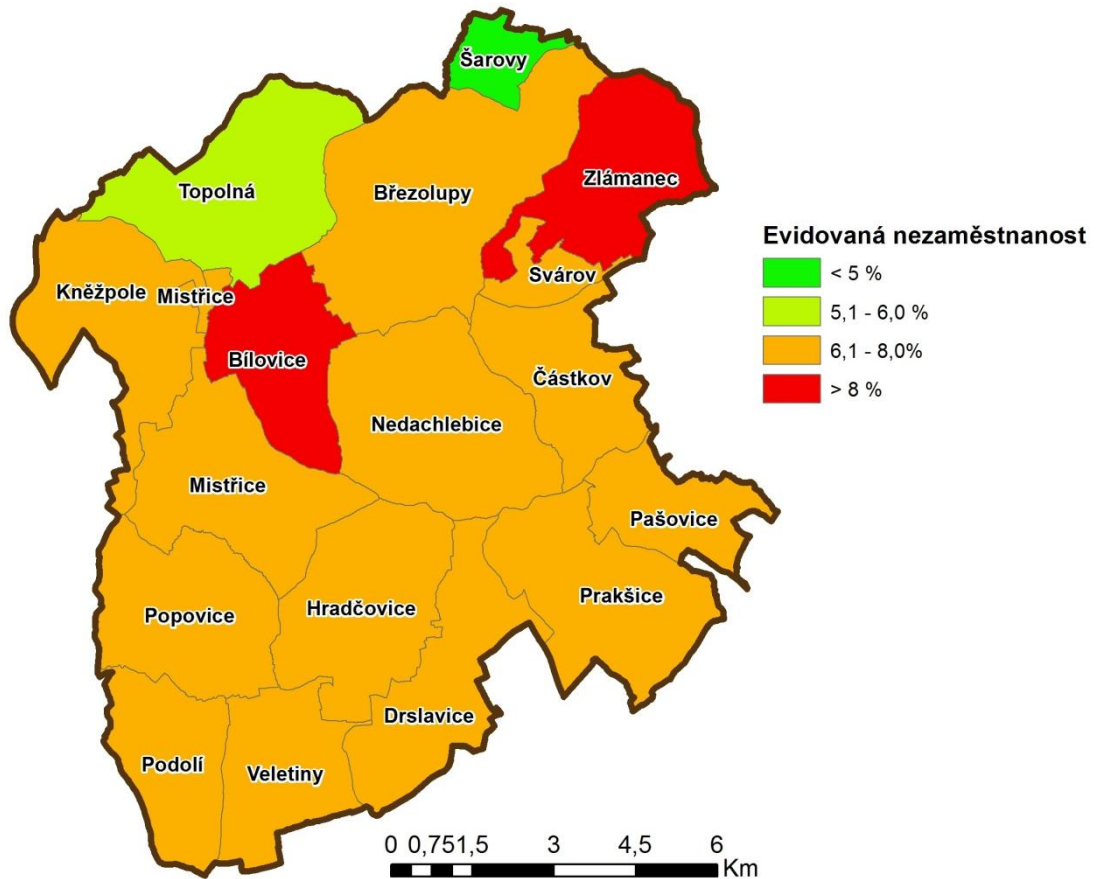 Šarovy
Zlámanec
Topolná
Březolupy
Evidovaná nezaměstnanost
< 5 %
5,1 - 6,0 %
6,1 - 8,0%
> 8 %
Svárov
Kněžpole
Mistřice
Bílovice
Částkov
Nedachlebice
Mistřice
Pašovice
Prakšice
Hradčovice
Popovice
Drslavice
Podolí
Veletiny
0 0,751,5 3 4,5 6
Km